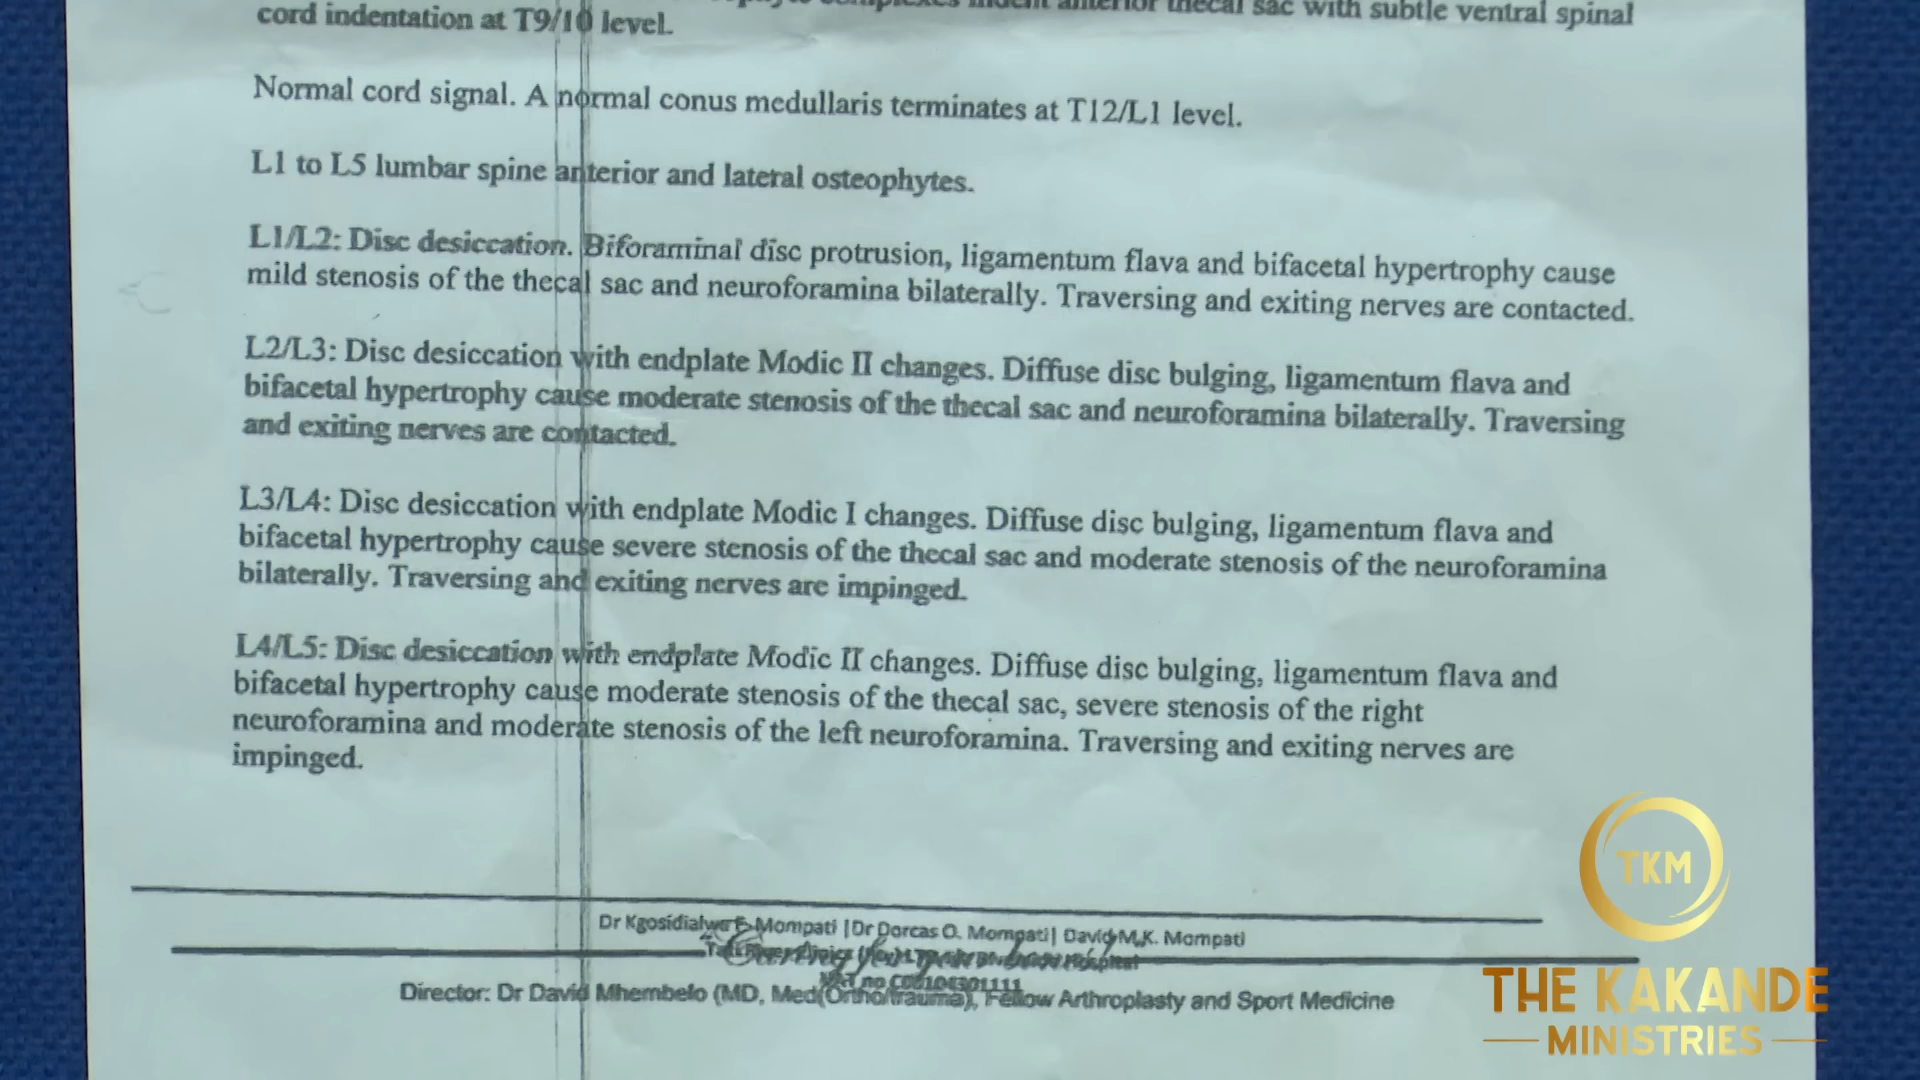 indent anterior thecal sac with subtle ventral spinal
cord indentation at T9/10 level.
Normal cord signal. A normal conus medullaris terminates at T12/L1 level.
L1 to L5 lumbar spine anterior and lateral osteophytes.
L1/L2: Disc desiccation. Biforaminal disc protrusion, ligamentum flava and bifacetal hypertrophy cause
mild stenosis of the thecal sac and neuroforamina bilaterally. Traversing and exiting nerves are contacted.
L2/L3: Disc desiccation with endplate Modic II changes. Diffuse disc bulging, ligamentum flava and
bifacetal hypertrophy cause moderate stenosis of the thecal sac and neuroforamina bilaterally. Traversing
and exiting nerves are contacted.
L3/L4: Disc desiccation with endplate Modic I changes. Diffuse disc bulging, ligamentum flava and
bifacetal hypertrophy cause severe stenosis of the thecal sac and moderate stenosis of the neuroforamina
bilaterally. Traversing and exiting nerves are impinged.
L4/L5: Disc desiccation with endplate Modic II changes. Diffuse disc bulging, ligamentum flava and
bifacetal hypertrophy cause moderate stenosis of the thecal sac, severe stenosis of the right
neuroforamina and moderate stenosis of the left neuroforamina. Traversing and exiting nerves are
impinged.
Mompati | Dr Dorcas O. Mompati | David M.K. Mompati
Director: Dr David Mhembelo (MD, Med(Ortho/trauma), Fellow Arthroplasty and Sport Medicine
TKM
THE KAKANDE
MINISTRIES